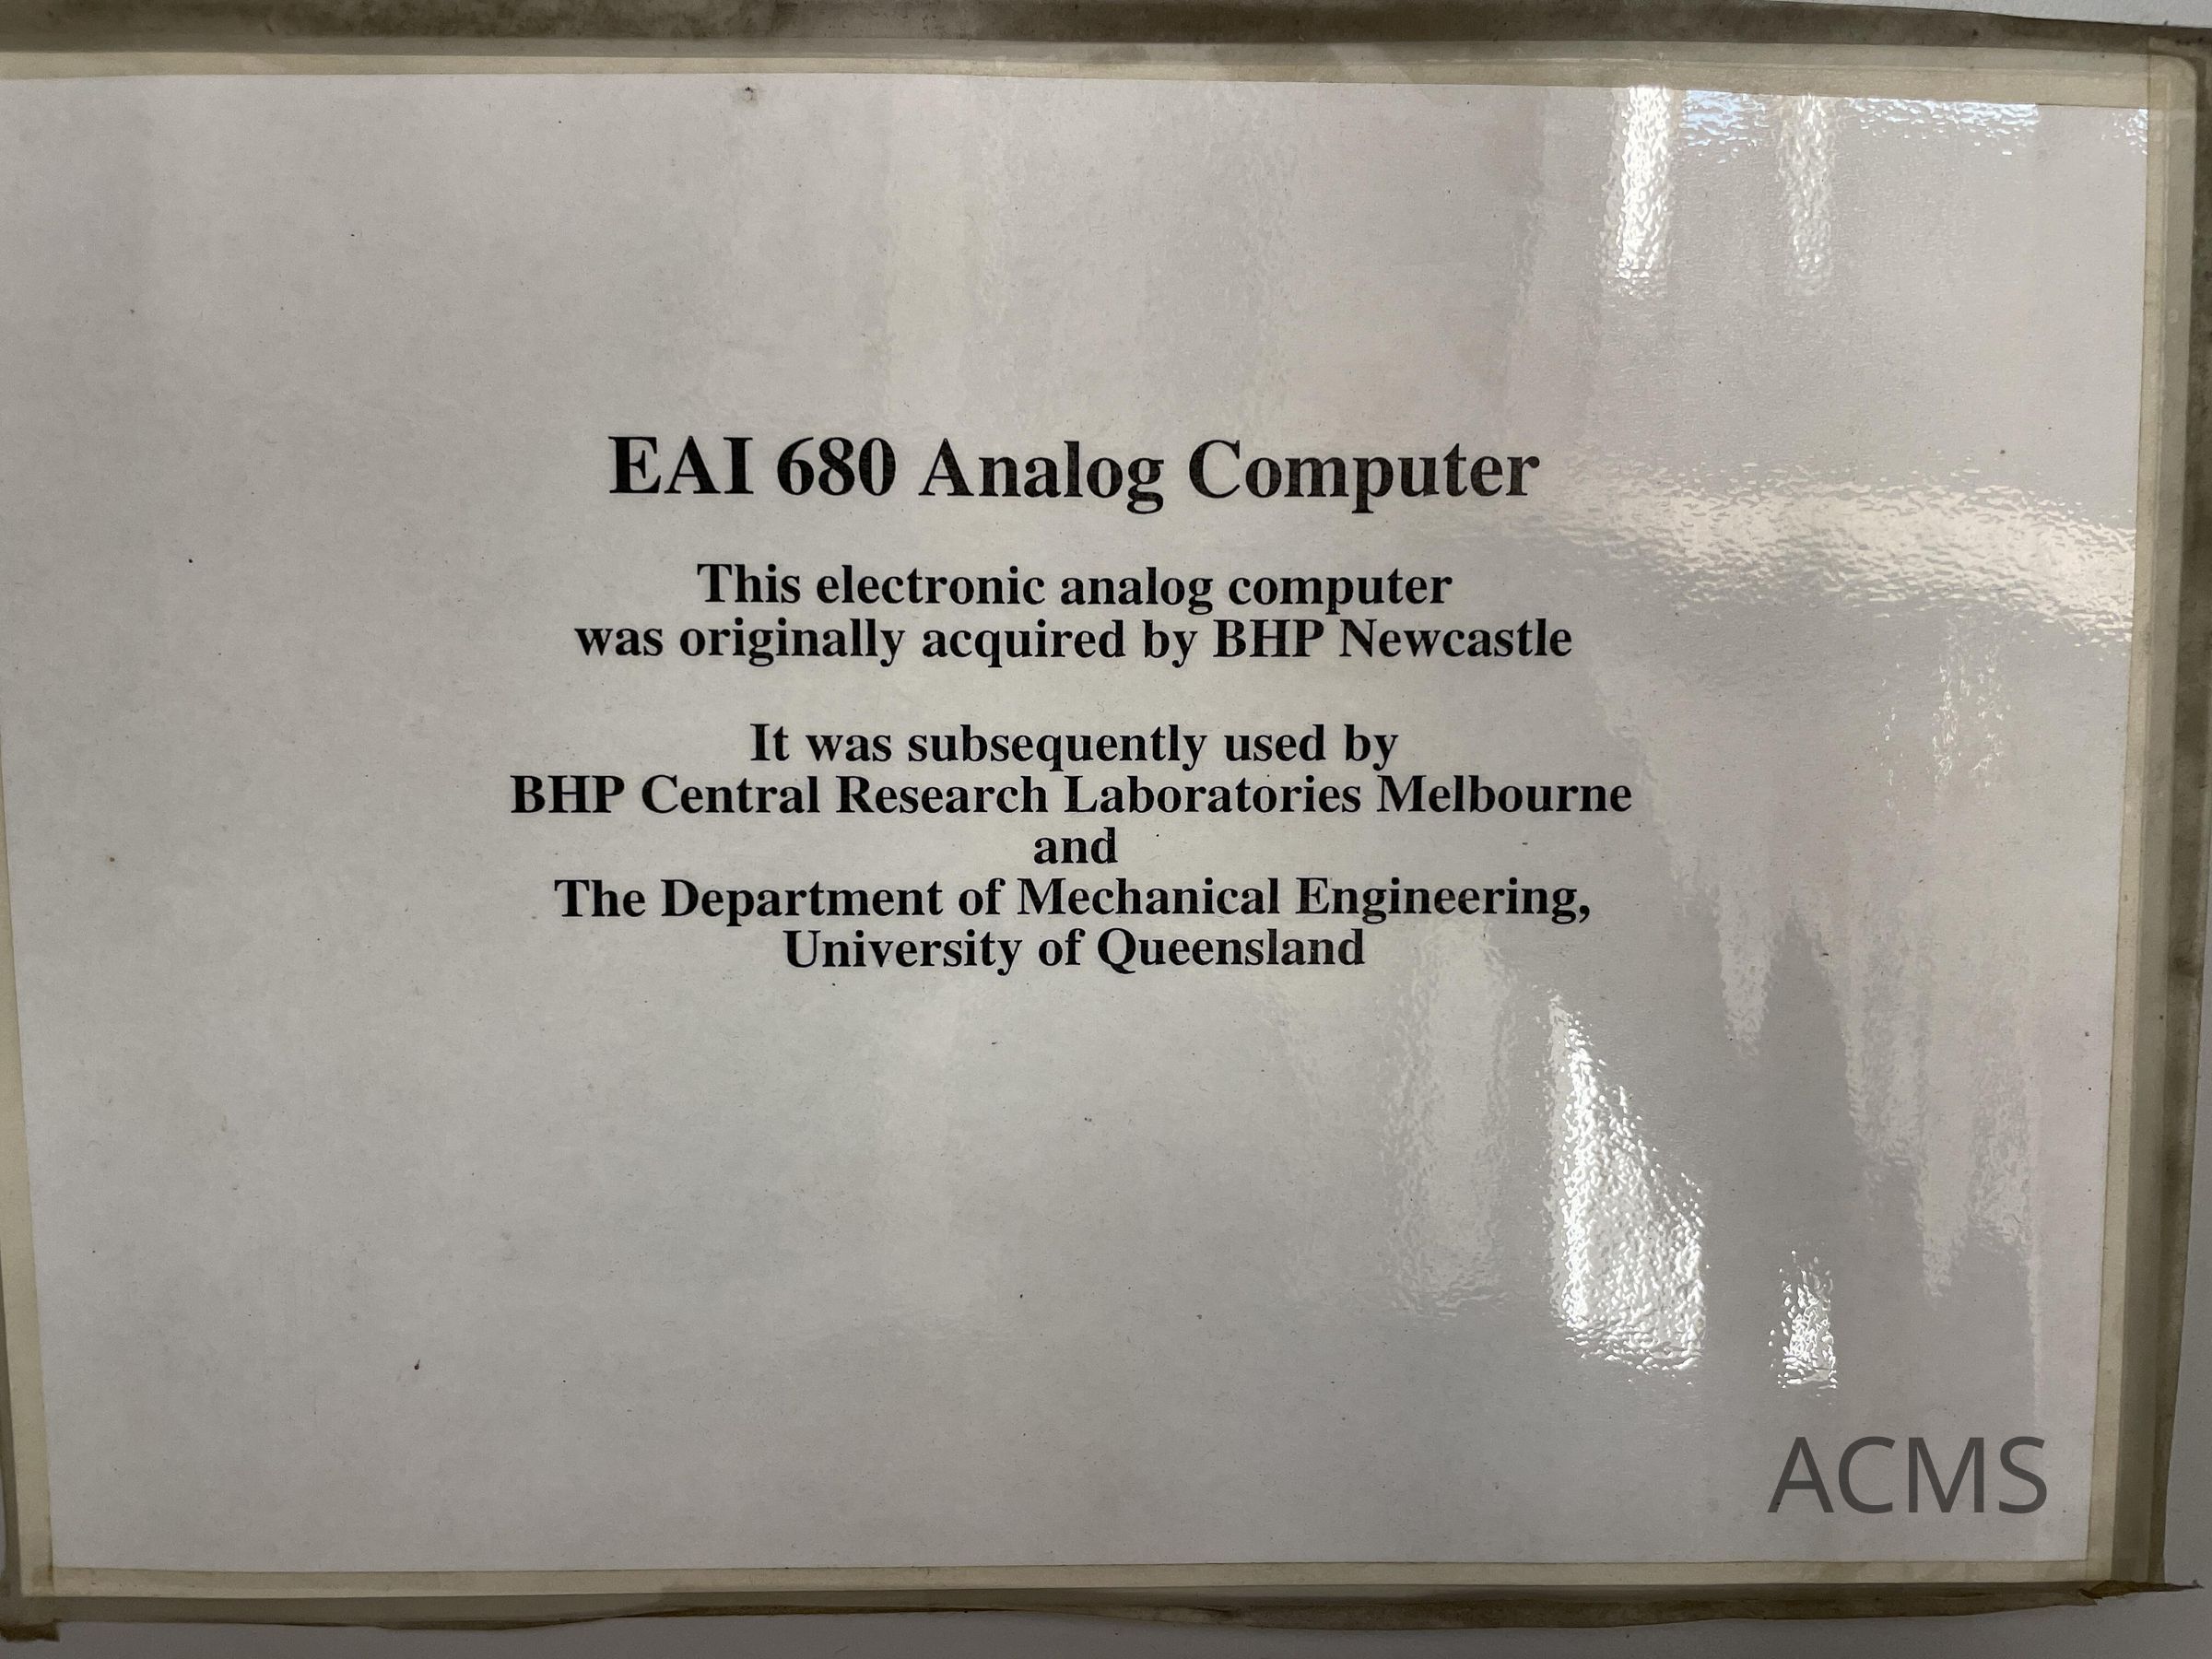 EAI 680 Analog Computer
This electronic analog computer
was originally acquired by BHP Newcastle
It was subsequently used by
BHP Central Research Laboratories Melbourne
and
The Department of Mechanical Engineering,
University of Queensland
ACMS